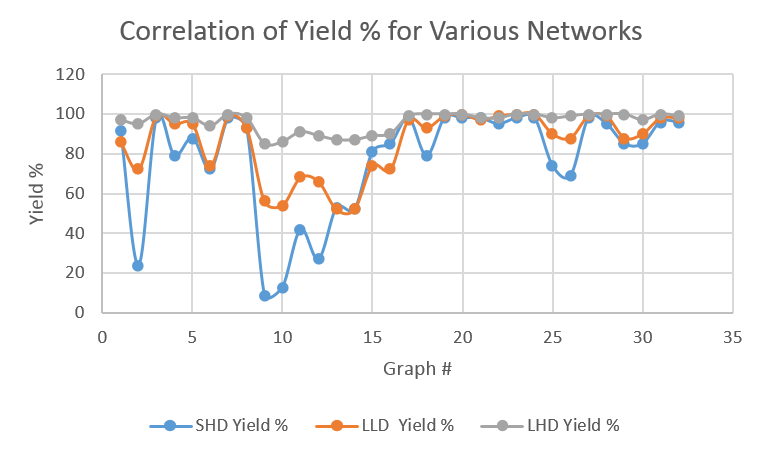 Correlation of Yield % for Various Networks
120
100
80
60
40
20
0
Yield %
0 5 10 15 20 25 30 35
Graph #
SHD Yield % LLD Yield % LHD Yield %